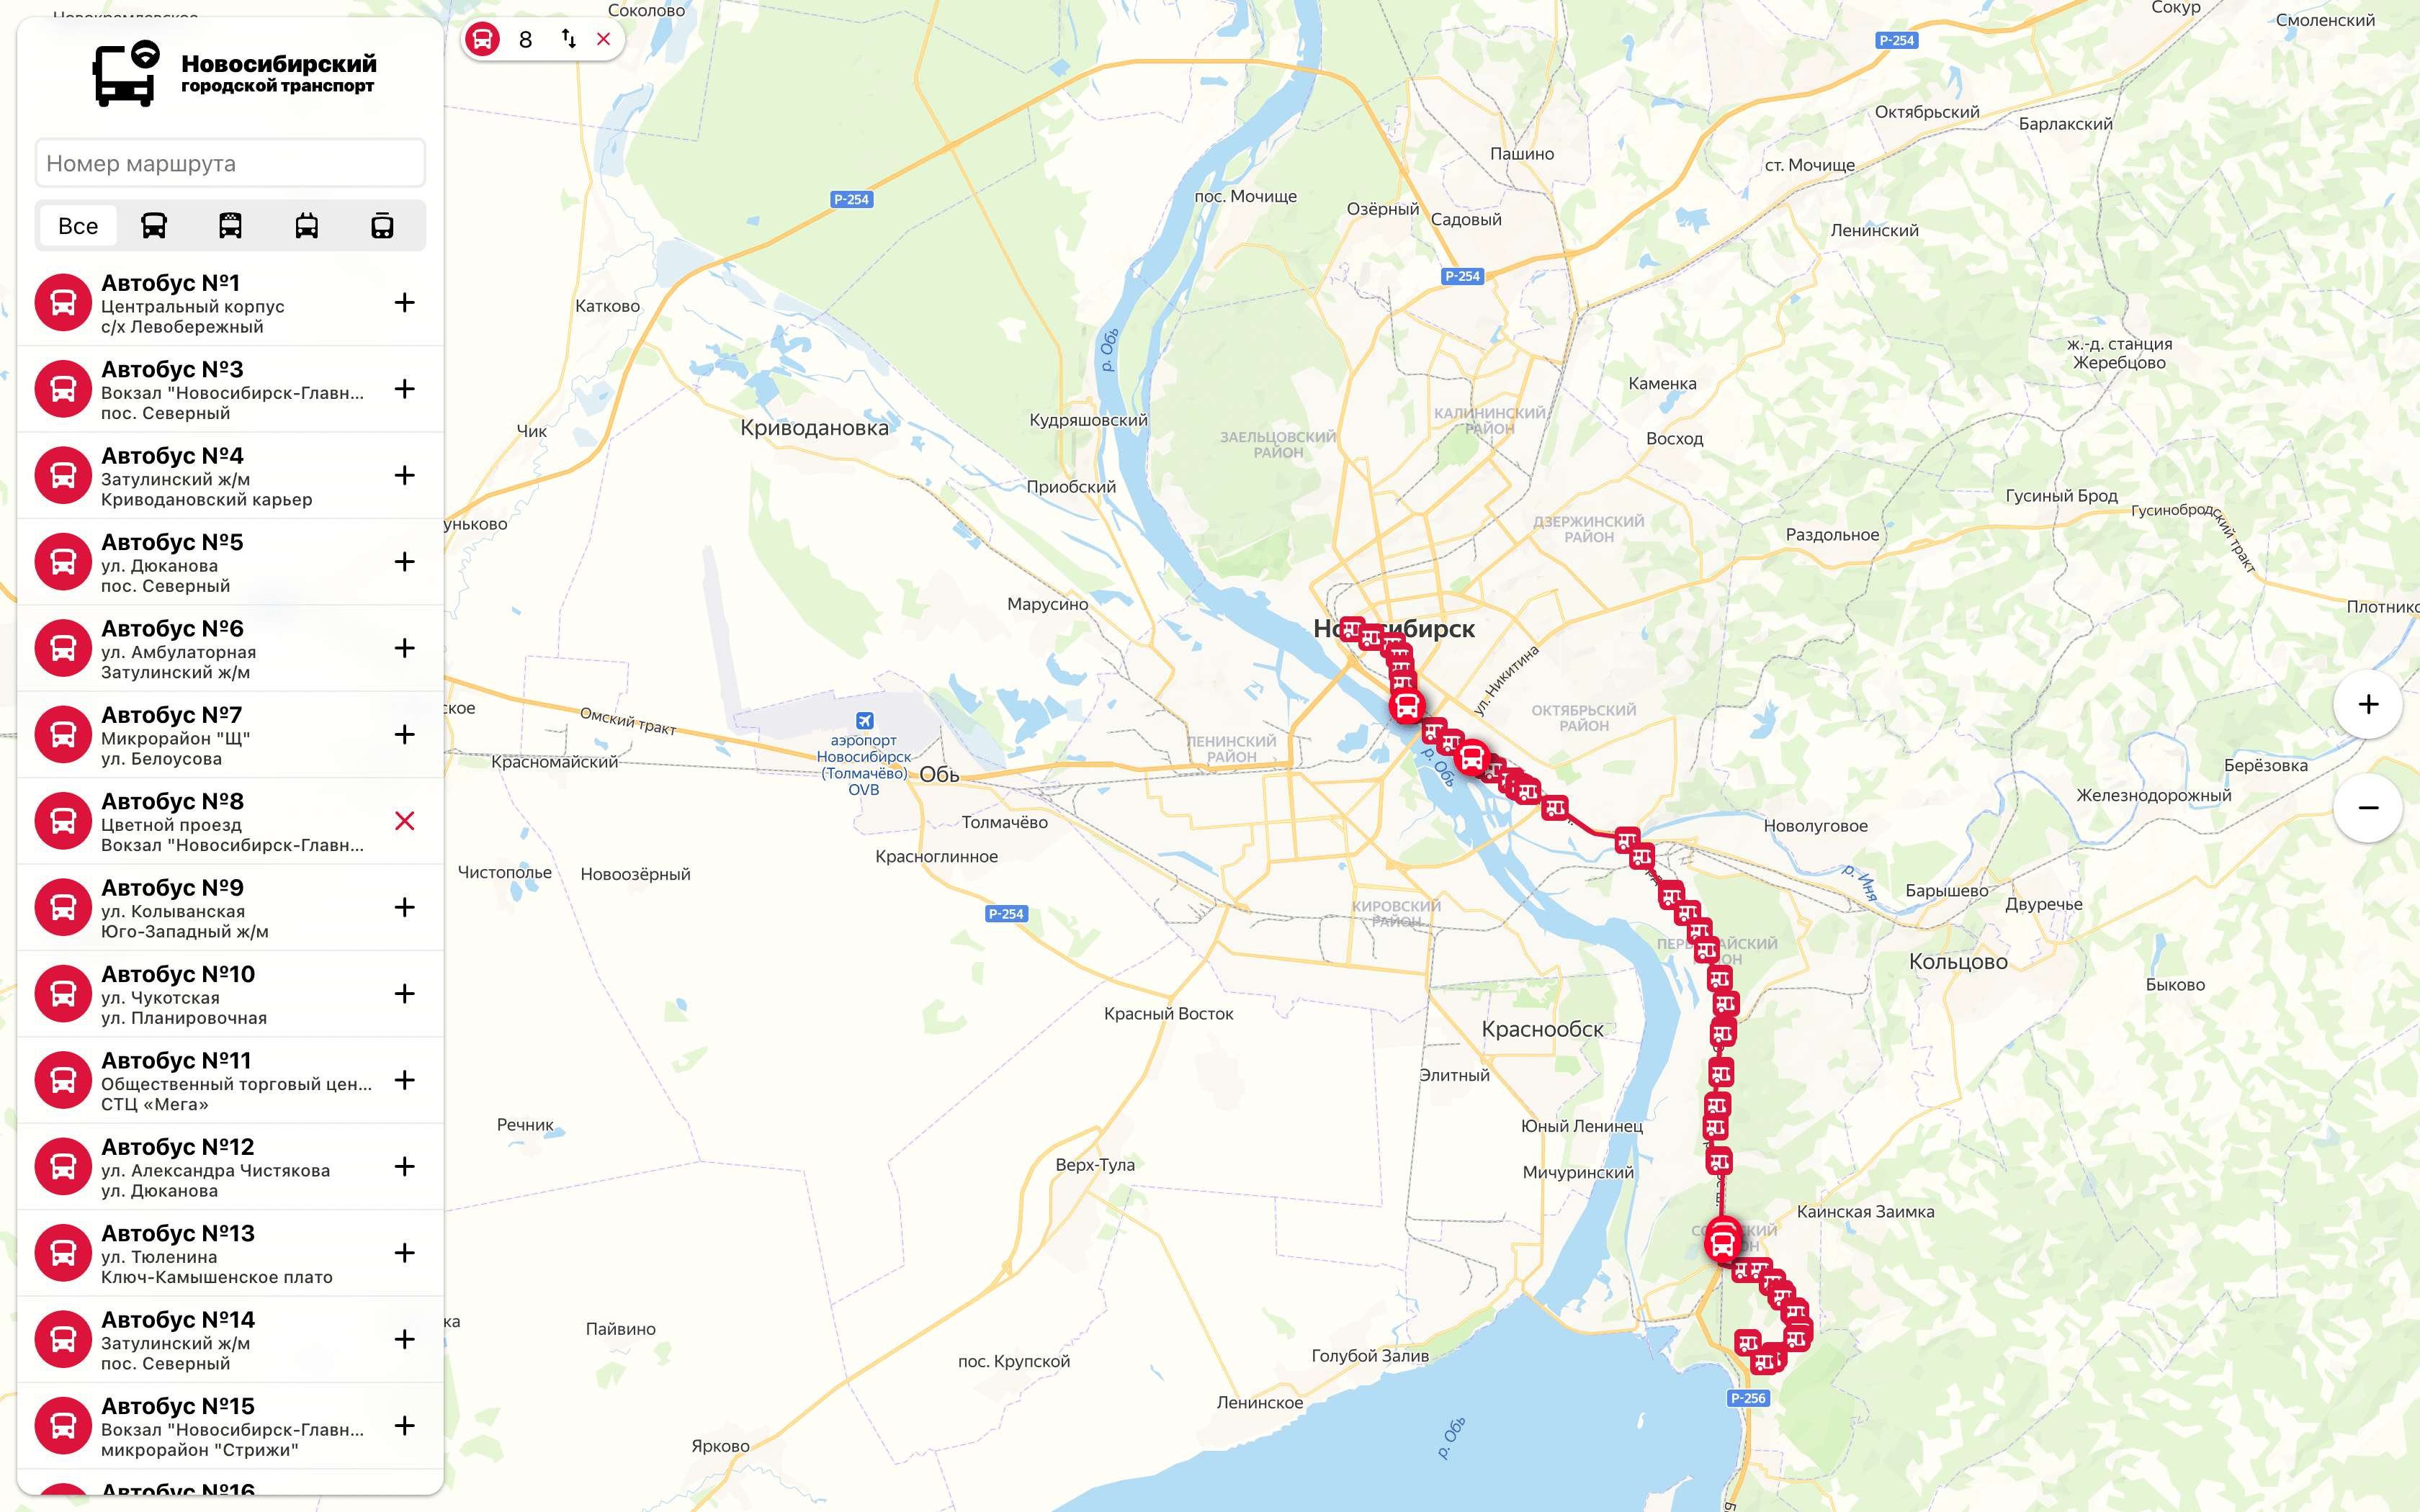 Новосибирский
городской транспорт
Номер маршрута
Все
Автобус №1
Центральный корпус
с/х Левобережный
Автобус №3
Вокзал "Новосибирск-Главн...
пос. Северный
Автобус №4
Затулинский ж/м
Криводановский карьер
Автобус №5
ул. Дюканова
пос. Северный
Автобус №6
ул. Амбулаторная
Затулинский ж/м
Автобус №7
Микрорайон "Щ"
ул. Белоусова
Автобус №8
Цветной проезд
Вокзал "Новосибирск-Главн...
Автобус №9
ул. Колыванская
Юго-Западный ж/м
Автобус №10
ул. Чукотская
ул. Планировочная
Автобус №11
Общественный торговый цен...
СТЦ «Мега»
Автобус №12
ул. Александра Чистякова
ул. Дюканова
Автобус №13
ул. Тюленина
Ключ-Камышенское плато
Автобус №14
Затулинский ж/м
пос. Северный
Автобус №15
Вокзал "Новосибирск-Главн...
микрорайон "Стрижи"
Автобус №16
8
Соколово
Сокур
Смоленский
Р-254
Октябрьский
Барлакский
Пашино
ст. Мочище
Р-254
пос. Мочище
Озёрный
Садовый
Ленинский
Р-254
Катково
р. Обь
ж.-д. станция
Жеребцово
Каменка
Кудряшовский
КАЛИНИНСКИЙ
РАЙОН
Чик
Криводановка
ЗАЕЛЬЦОВСКИЙ
РАЙОН
Восход
Приобский
Гусиный Брод
Гусинобродский тракт
уньково
ДЗЕРЖИНСКИЙ
РАЙОН
Раздольное
Марусино
Плотнико
Новосибирск
ул. Никитина
ское
Омский тракт
ОКТЯБРЬСКИЙ
РАЙОН
аэропорт
Новосибирск
(Толмачёво)
OVB
ЛЕНИНСКИЙ
РАЙОН
Красномайский
Обь
р. Обь
Берёзовка
Железнодорожный
Толмачёво
Новолуговое
Красноглинное
Чистополье
Новоозёрный
р. Иня
Барышево
Двуречье
Р-254
КИРОВСКИЙ
РАЙОН
ПЕРВОМАЙСКИЙ
РАЙОН
Кольцово
Быково
Красный Восток
Краснообск
Элитный
Речник
Юный Ленинец
Верх-Тула
Мичуринский
Каинская Заимка
СОВЕТСКИЙ
РАЙОН
ка
Пайвино
пос. Крупской
Голубой Залив
Р-256
Ленинское
р. Обь
Ярково